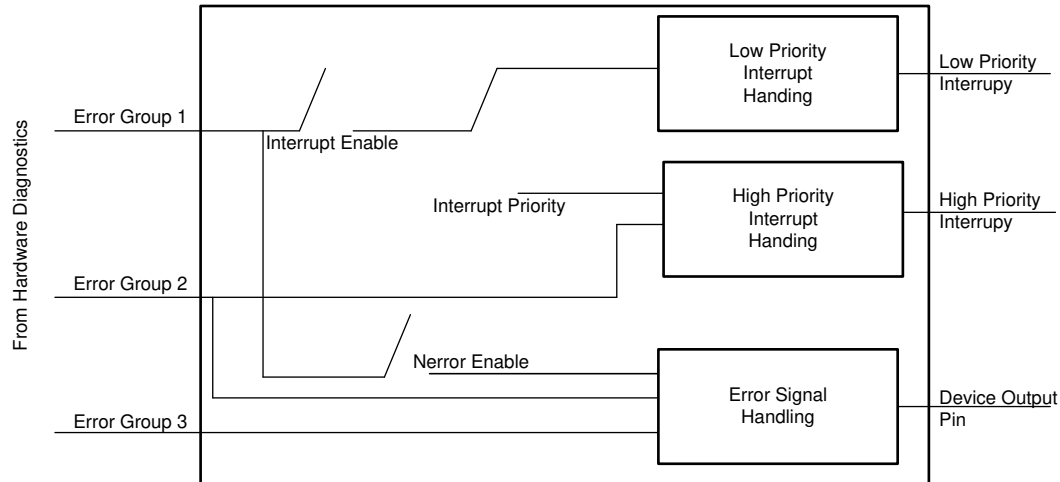 From Hardware Diagnostics
Error Group 1
Interrupt Enable
Low Priority
Interrupt
Handing
Low Priority
Interrupy
Interrupt Priority
High Priority
Interrupt
Handing
High Priority
Interrupy
Error Group 2
Nerror Enable
Error Signal
Handling
Device Output
Pin
Error Group 3